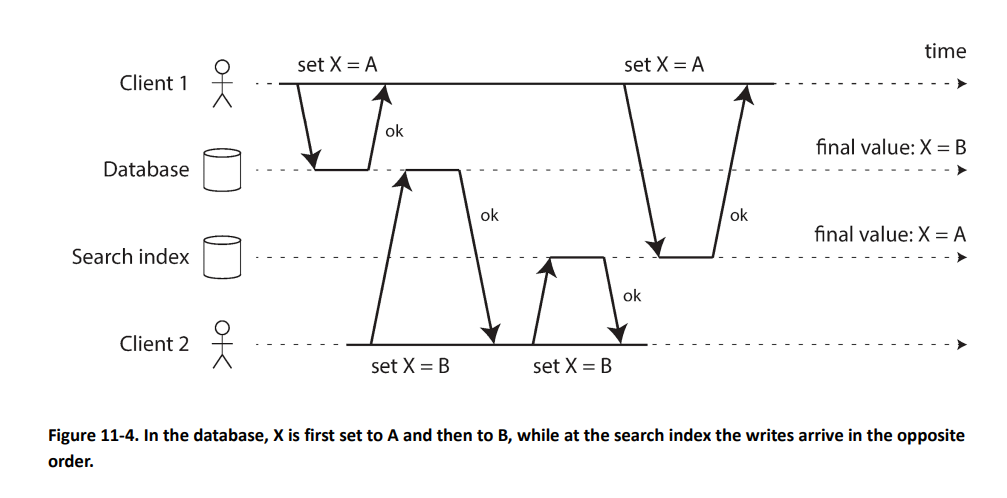 set X = A
set X = A
time
Client 1
ok
final value: X = B
Database
ok
ok
final value: X = A
Search index
ok
Client 2
set X = B
set X = B
Figure 11-4. In the database, X is first set to A and then to B, while at the search index the writes arrive in the opposite
order.